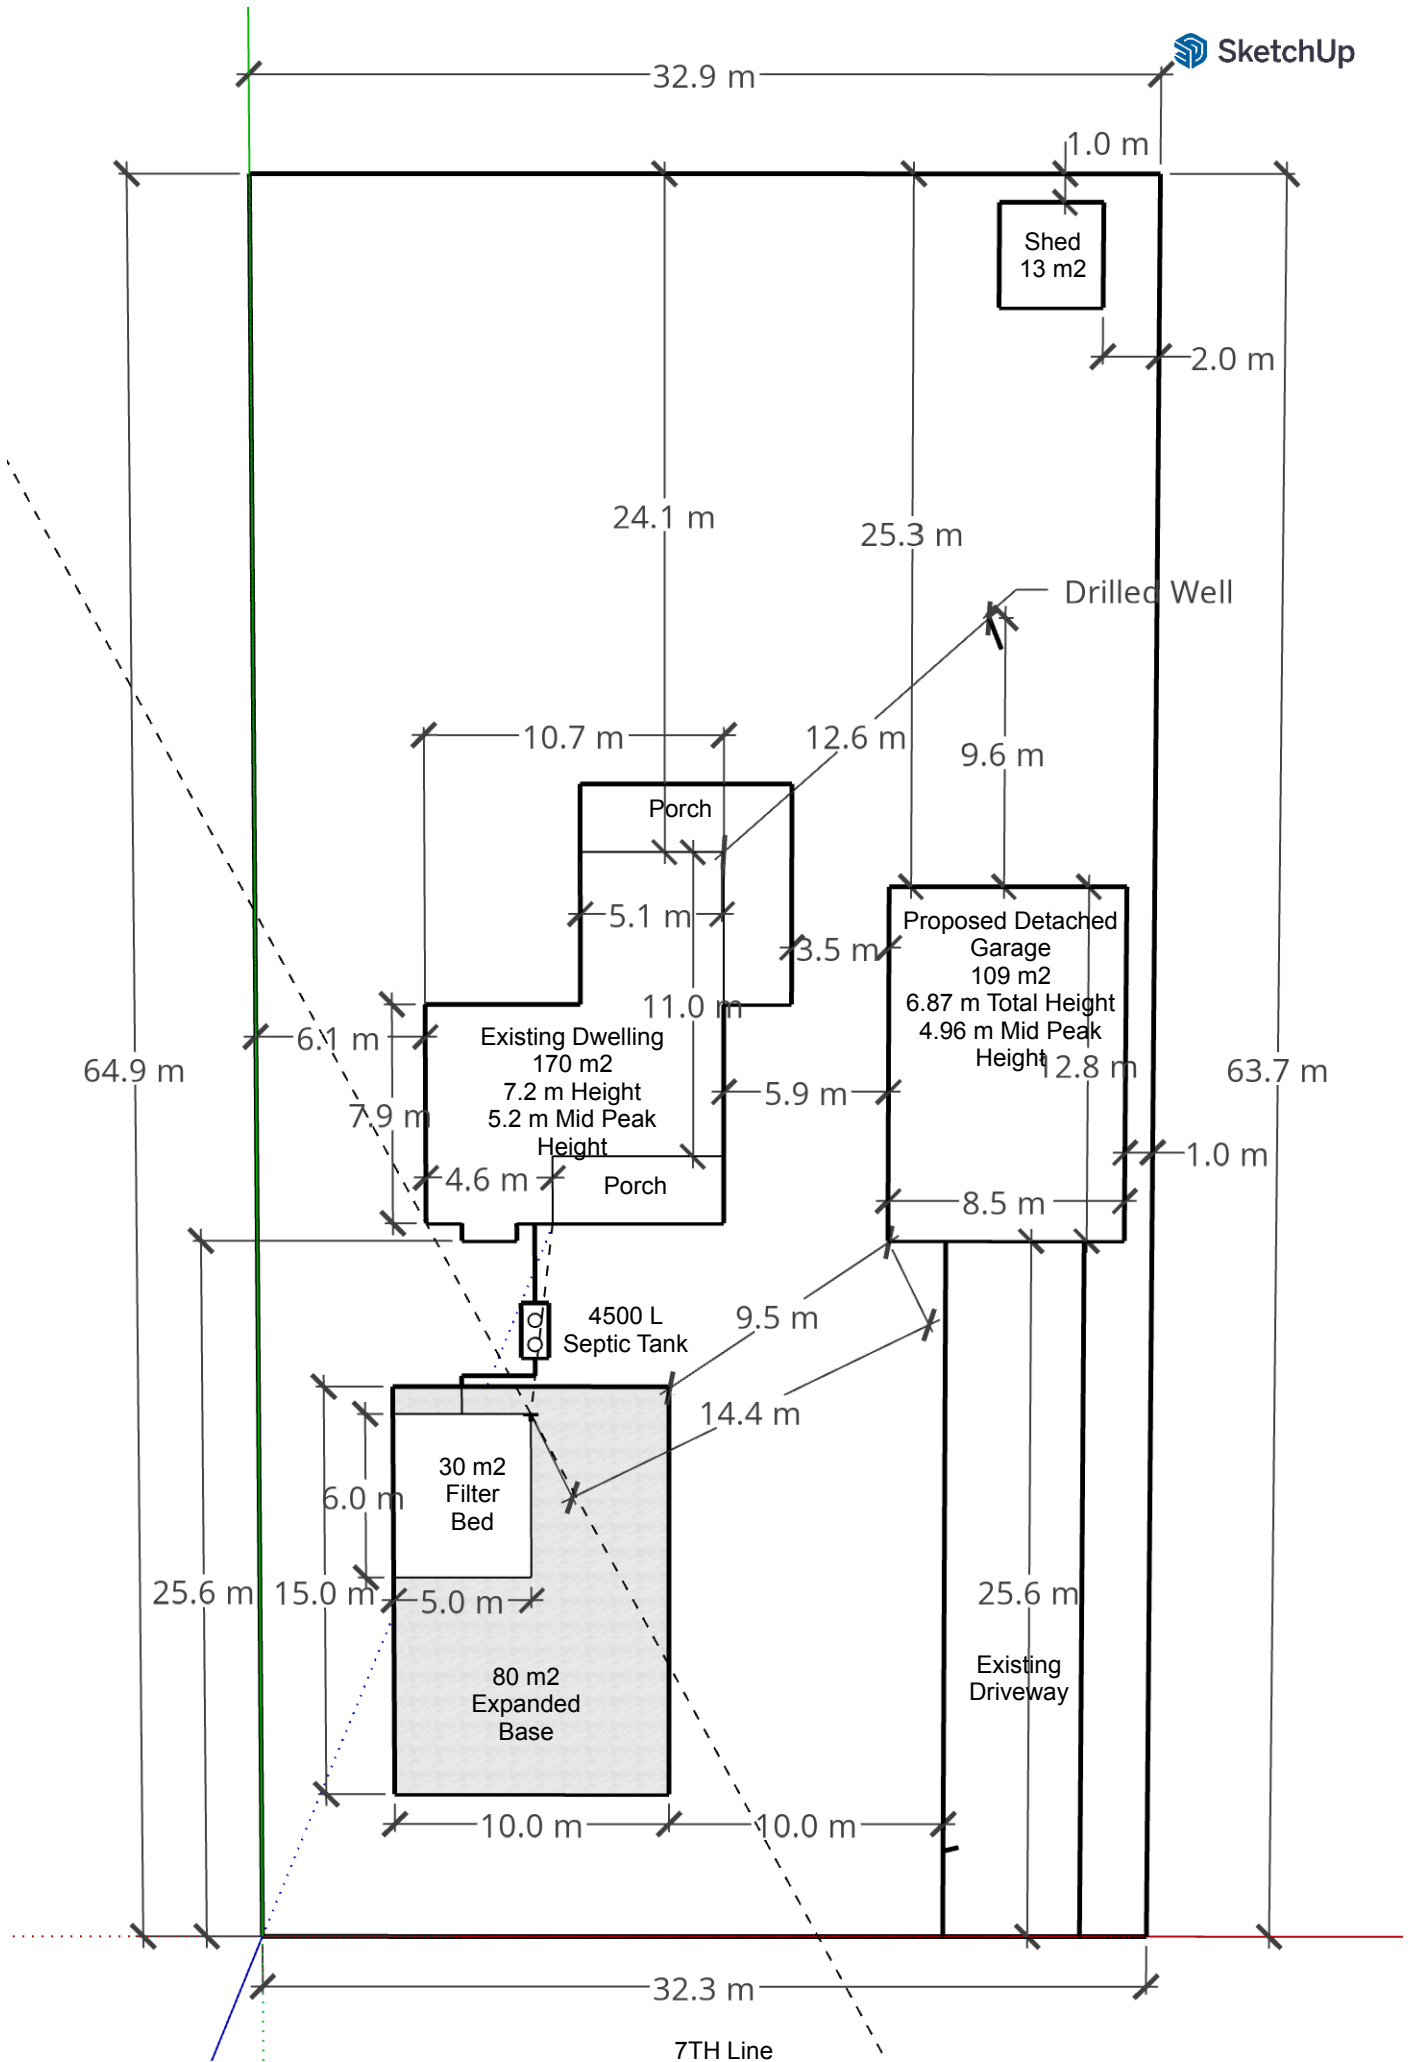 SketchUp
32.9 m
1.0 m
Shed
13 m2
2.0 m
24.1 m
25.3 m
Drilled Well
10.7 m
12.6 m
9.6 m
Porch
5.1 m
3.5 m
Proposed Detached
Garage
109 m2
6.87 m Total Height
4.96 m Mid Peak
Height
11.0 m
6.1 m
Existing Dwelling
170 m2
7.2 m Height
5.2 m Mid Peak
Height
64.9 m
12.8 m
63.7 m
5.9 m
7.9 m
1.0 m
4.6 m
Porch
8.5 m
4500 L
Septic Tank
9.5 m
14.4 m
30 m2
Filter
Bed
6.0 m
25.6 m
15.0 m
5.0 m
25.6 m
80 m2
Expanded
Base
Existing
Driveway
10.0 m
10.0 m
32.3 m
7TH Line